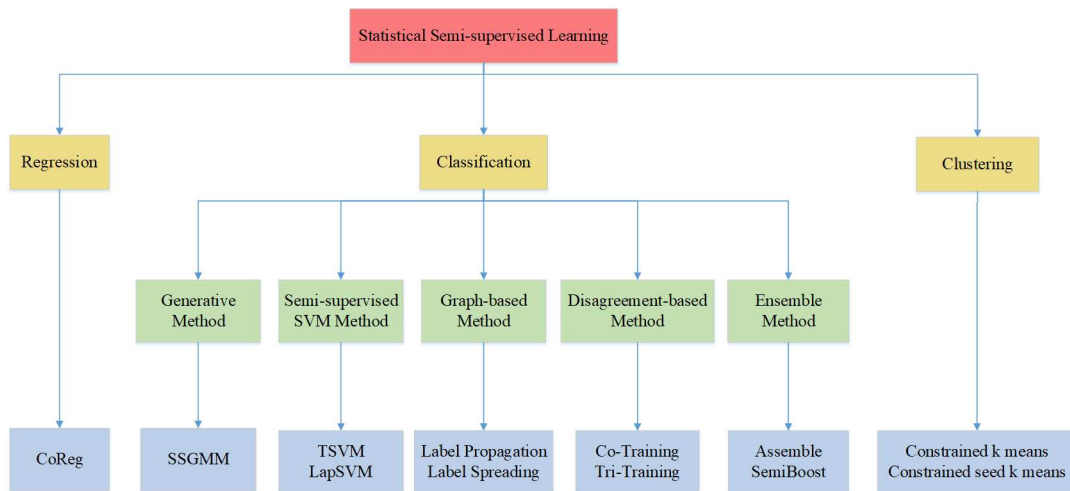 Statistical Semi-supervised Learning
Regression
Classification
Clustering
Generative
Method
Semi-supervised
SVM Method
Graph-based
Method
Disagreement-based
Method
Ensemble
Method
CoReg
SSGMM
TSVM
LapSVM
Label Propagation
Label Spreading
Co-Training
Tri-Training
Assemble
SemiBoost
Constrained k means
Constrained seed k means